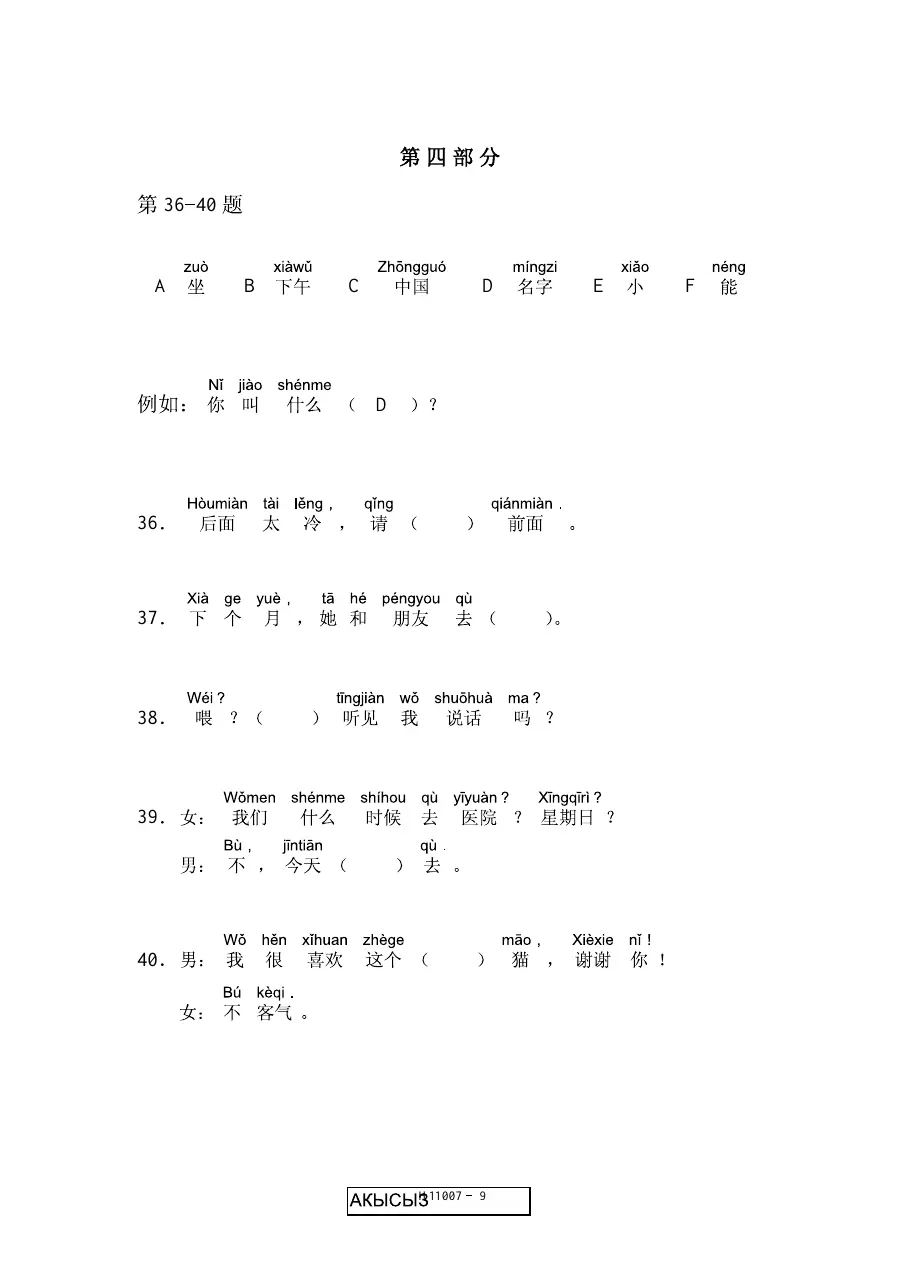 第四部分
第 36-40 题
zuò xiàwǔ Zhōngguó míngzi xiǎo néng
A 坐 B 下午 C 中国 D 名字 E 小 F 能
Nǐ jiào shénme
例如： 你 叫 什么 （ D ）？
Hòumiàn tài lěng， qǐng qiánmiàn．
36. 后面 太 冷 ， 请 （ ） 前面 。
Xià ge yuè， tā hé péngyou qù
37. 下 个 月 ，她 和 朋友 去 （ ）。
Wéi？ tīngjiàn wǒ shuōhuà ma？
38. 喂 ？（ ） 听见 我 说话 吗 ？
Wǒmen shénme shíhou qù yīyuàn？ Xīngqīrì？
39. 女： 我们 什么 时候 去 医院 ？ 星期日 ？
Bù， jīntiān qù．
男： 不 ， 今天 （ ） 去 。
Wǒ hěn xǐhuan zhège māo， Xièxie nǐ！
40. 男： 我 很 喜欢 这个 （ ） 猫 ， 谢谢 你 ！
Bú kèqi．
女： 不 客气 。
АКЫСЫЗ H11007 - 9